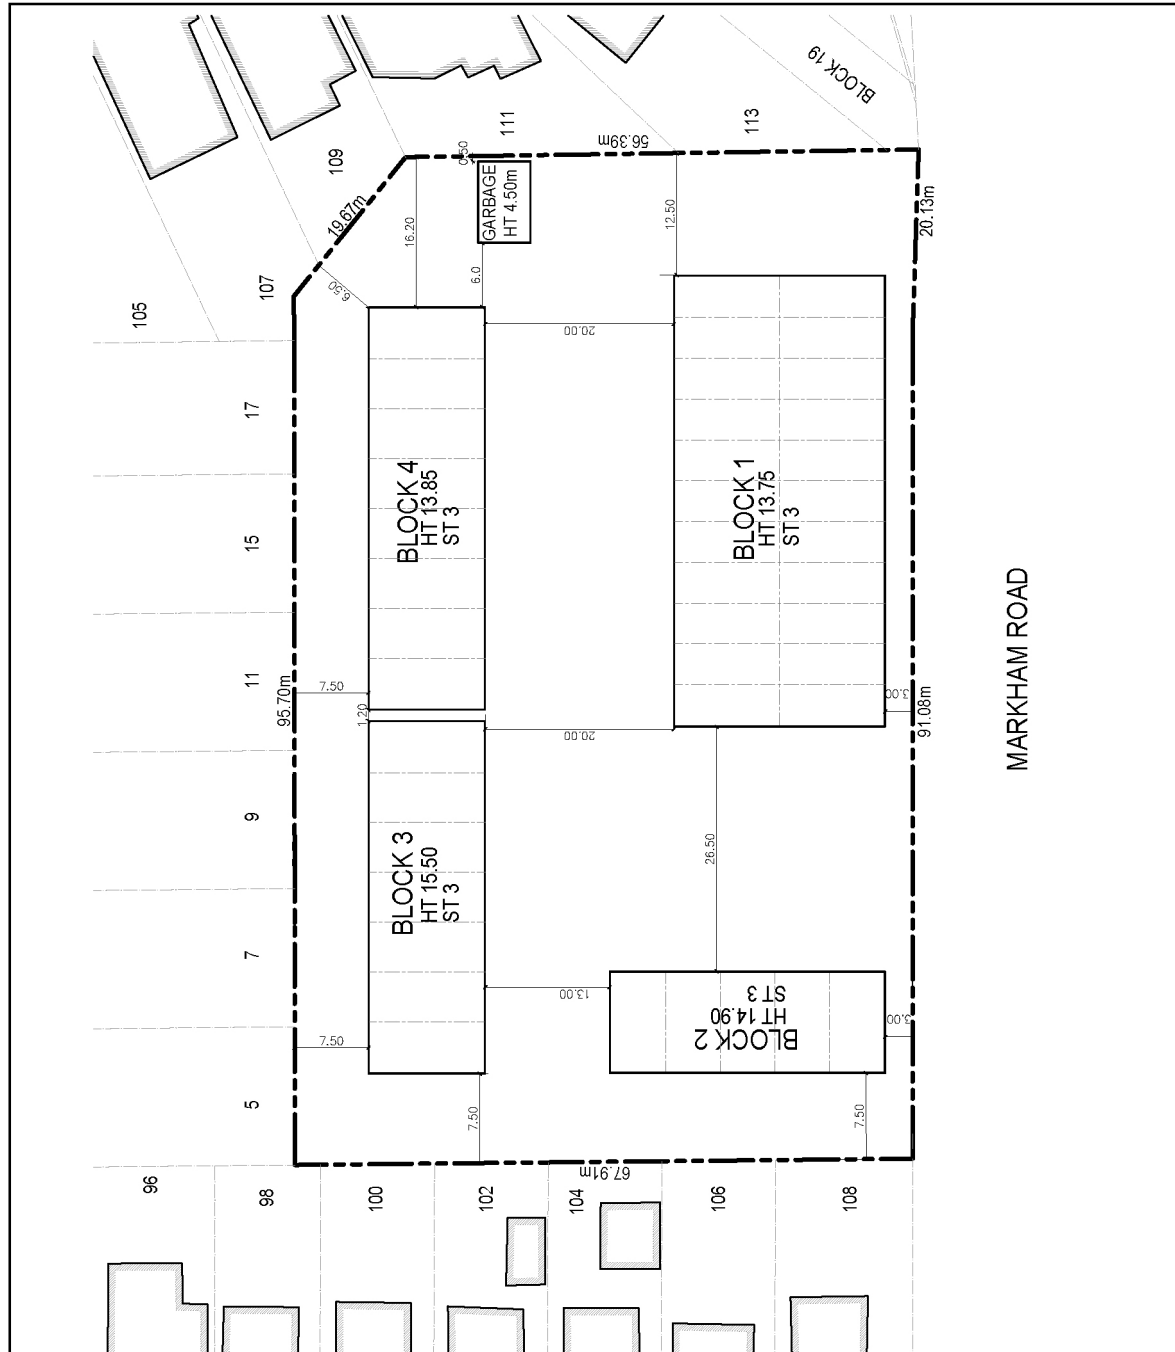 BLOCK 19
111
113
56.39m
109
0.50
GARBAGE
HT 4.50m
19.67m
16.20
12.50
20.13m
107
6.50
6.0
105
20.00
17
BLOCK 4
HT 13.85
ST 3
BLOCK 1
HT 13.75
ST 3
15
11
7.50
95.70m
1.20
3.00
91.08m
MARKHAM ROAD
20.00
9
BLOCK 3
HT 15.50
ST 3
26.50
7
13.00
BLOCK 2
HT 14.90
ST 3
3.00
7.50
5
7.50
7.50
67.91m
96
98
100
102
104
106
108